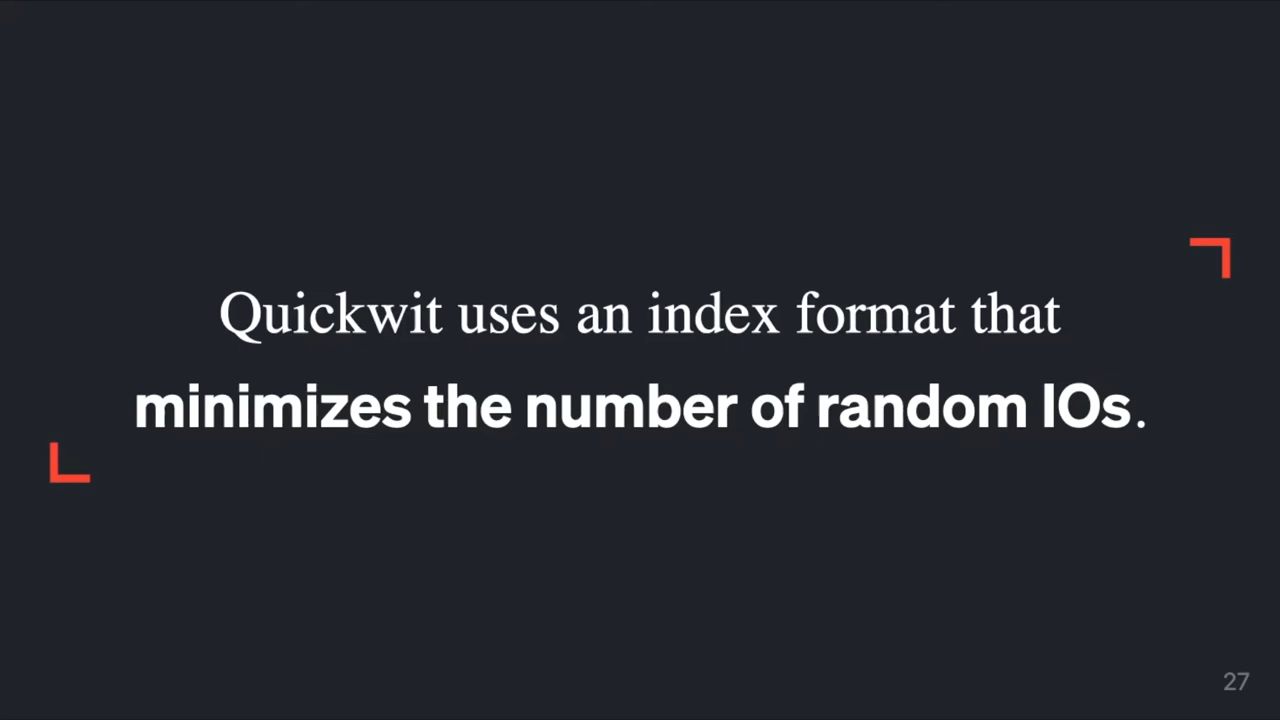 Quickwit uses an index format that
minimizes the number of random IOs.
27